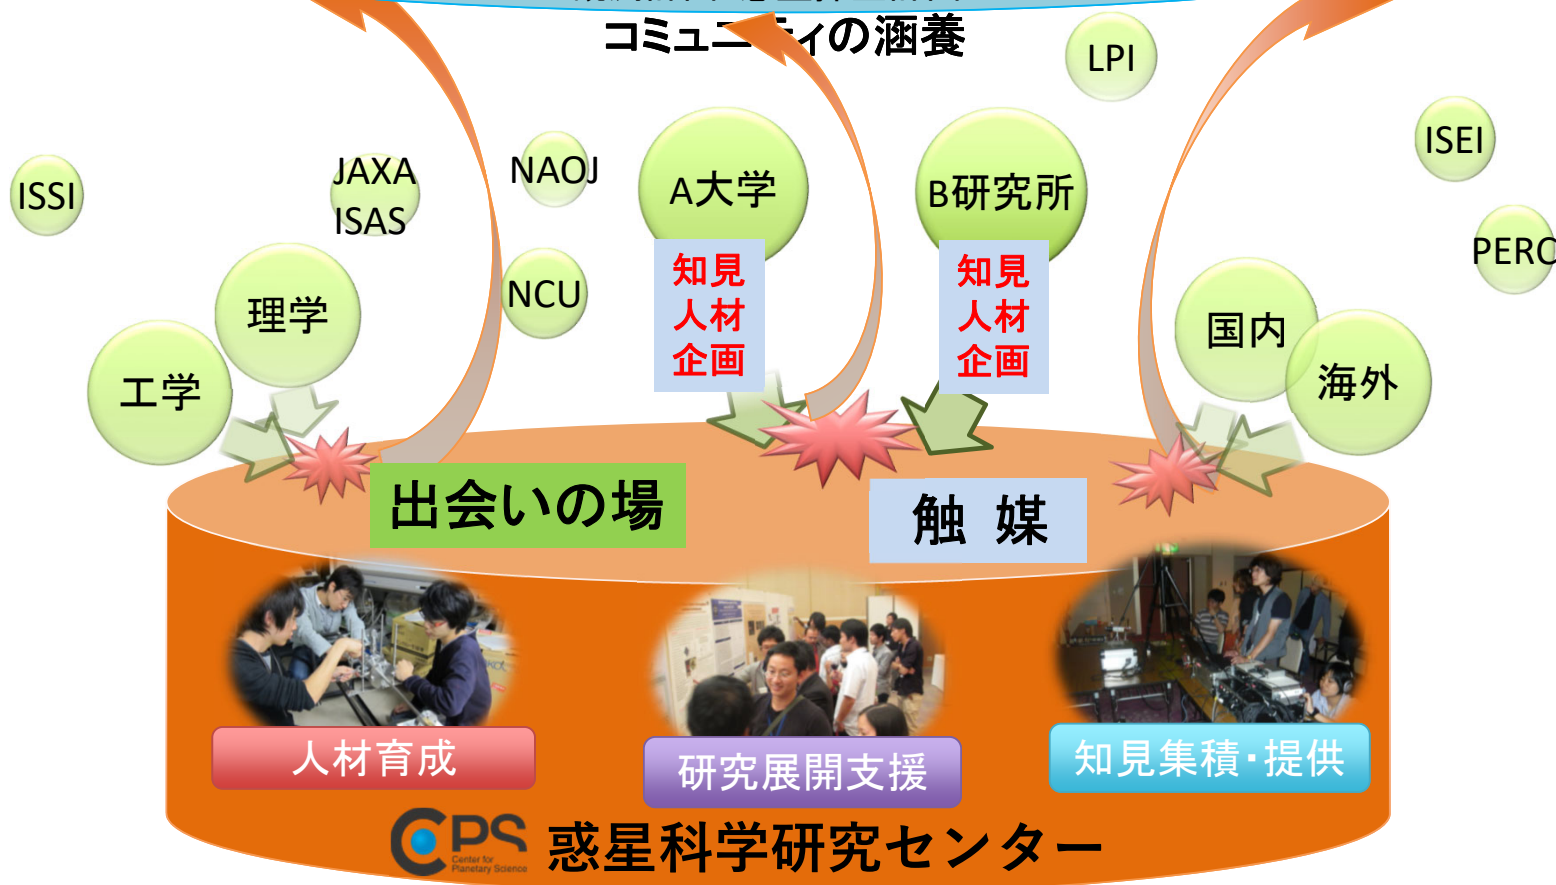 コミュニティの涵養
LPI
ISEI
ISSI
JAXA
ISAS
NAOJ
A大学
B研究所
PERC
NCU
理学
工学
知見
人材
企画
知見
人材
企画
国内
海外
出会いの場
触 媒
人材育成
研究展開支援
知見集積・提供
CPS
Center for
Planetary Science
惑星科学研究センター